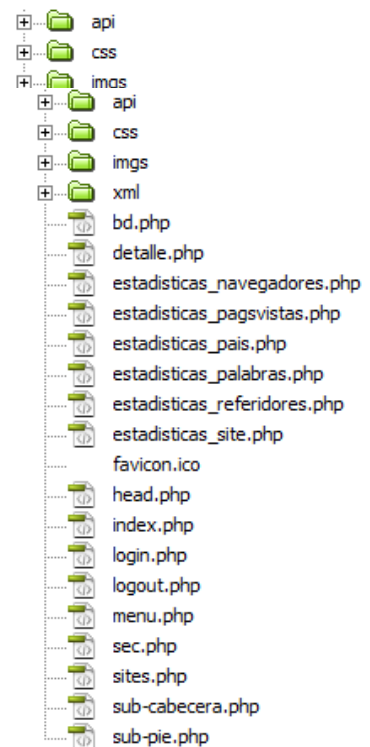 api
css
imgs
api
css
imgs
xml
bd.php
detalle.php
estadisticas_navegadores.php
estadisticas_pagsvistas.php
estadisticas_pais.php
estadisticas_palabras.php
estadisticas_referidores.php
estadisticas_site.php
favicon.ico
head.php
index.php
login.php
logout.php
menu.php
sec.php
sites.php
sub-cabecera.php
sub-pie.php